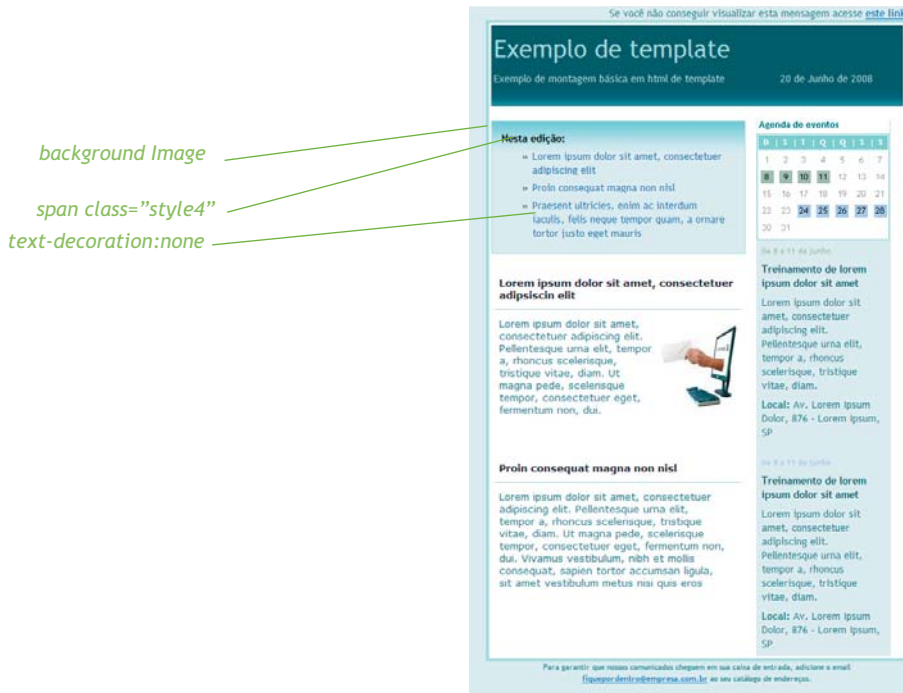 Se você não conseguir visualizar esta mensagem acesse este link
Exemplo de template
Exemplo de montagem básica em html de template
20 de Junho de 2008
background Image
span class=”style4”
text-decoration:none
Nesta edição:
» Lorem ipsum dolor sit amet, consectetuer
adipiscing elit
» Proin consequat magna non nisl
» Praesent ultricies, enim ac interdum
iaculis, felis neque tempor quam, a ornare
tortor justo eget mauris
Lorem ipsum dolor sit amet, consectetuer
adipsiscin elit
Lorem ipsum dolor sit amet,
consectetuer adipiscing elit.
Pellentesque urna elit, tempor
a, rhoncus scelerisque,
tristique vitae, diam. Ut
magna pede, scelerisque
tempor, consectetuer eget,
fermentum non, dui.
Proin consequat magna non nisl
Lorem ipsum dolor sit amet, consectetuer
adipiscing elit. Pellentesque urna elit,
tempor a, rhoncus scelerisque, tristique
vitae, diam. Ut magna pede, scelerisque
tempor, consectetuer eget, fermentum non,
dui. Vivamus vestibulum, nibh et mollis
consequat, sapien tortor accumsan ligula,
sit amet vestibulum metus nisi quis eros
Agenda de eventos
D | S | T | Q | Q | S | S
1 2 3 4 5 6 7
8 9 10 11 12 13 14
15 16 17 18 19 20 21
22 23 24 25 26 27 28
30 31
De 8 a 11 de Junho
Treinamento de lorem
ipsum dolor sit amet
Lorem ipsum dolor sit
amet, consectetuer
adipiscing elit.
Pellentesque urna elit,
tempor a, rhoncus
scelerisque, tristique
vitae, diam.
Local: Av. Lorem Ipsum
Dolor, 876 - Lorem Ipsum,
SP
De 8 a 11 de Junho
Treinamento de lorem
ipsum dolor sit amet
Lorem ipsum dolor sit
amet, consectetuer
adipiscing elit.
Pellentesque urna elit,
tempor a, rhoncus
scelerisque, tristique
vitae, diam.
Local: Av. Lorem Ipsum
Dolor, 876 - Lorem Ipsum,
SP
Para garantir que nossos comunicados cheguem em sua caixa de entrada, adicione o email
fiquepordentro@empresa.com.br ao seu catálogo de endereços.